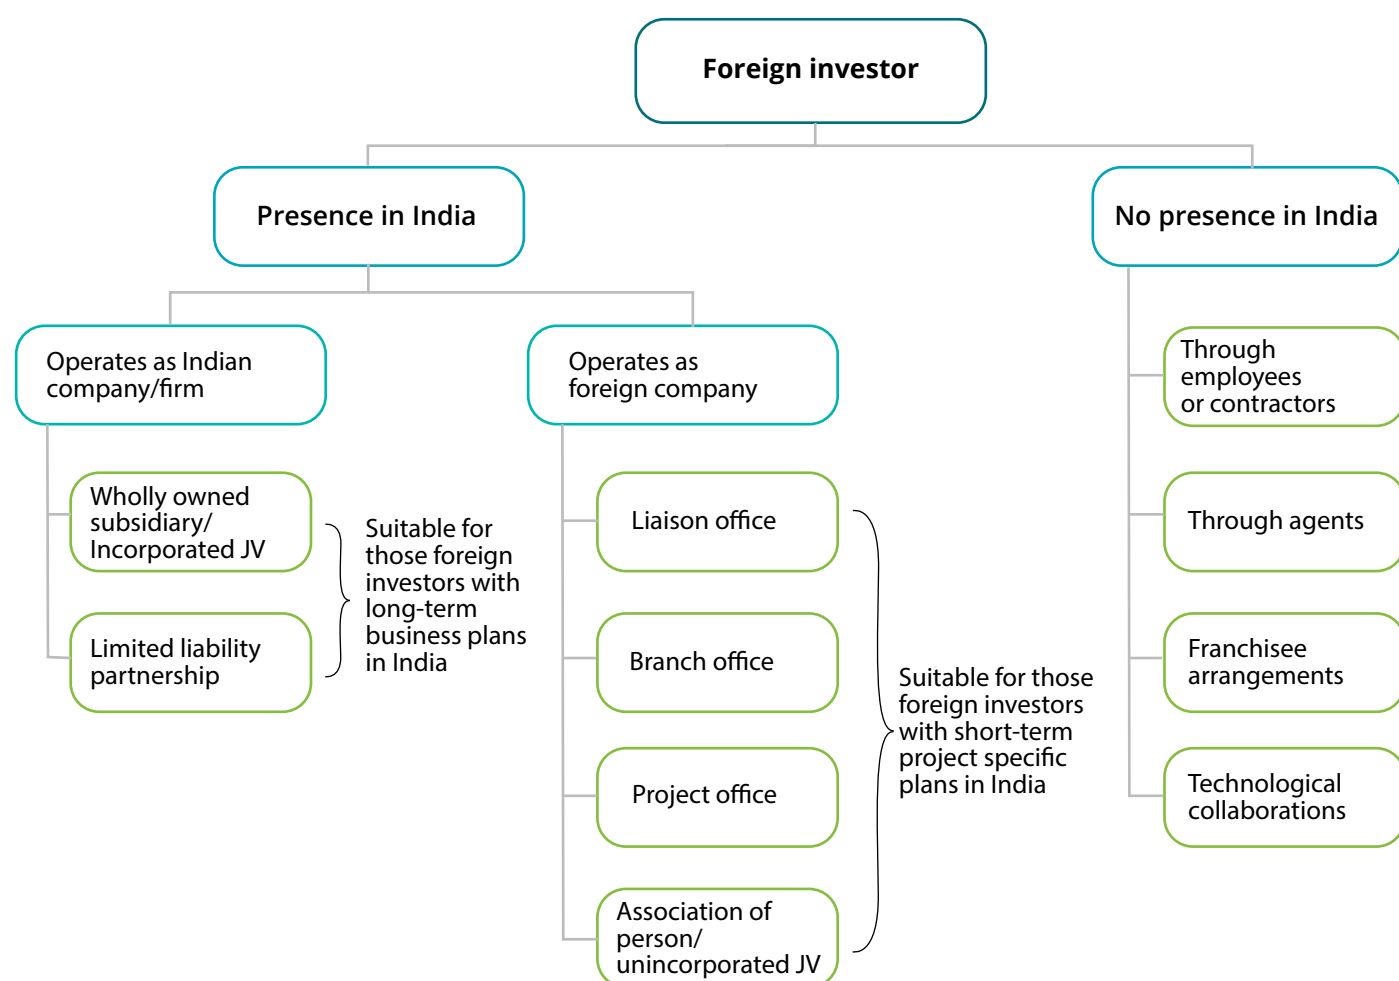 Foreign investor
Presence in India
No presence in India
Operates as Indian
company/firm
Operates as
foreign company
Through
employees
or contractors
Wholly owned
subsidiary/
Incorporated JV
Suitable for
those foreign
investors with
long-term
business plans
in India
Liaison office
Through agents
Limited liability
partnership
Branch office
Suitable for those
foreign investors
with short-term
project specific
plans in India
Franchisee
arrangements
Project office
Technological
collaborations
Association of
person/
unincorporated JV